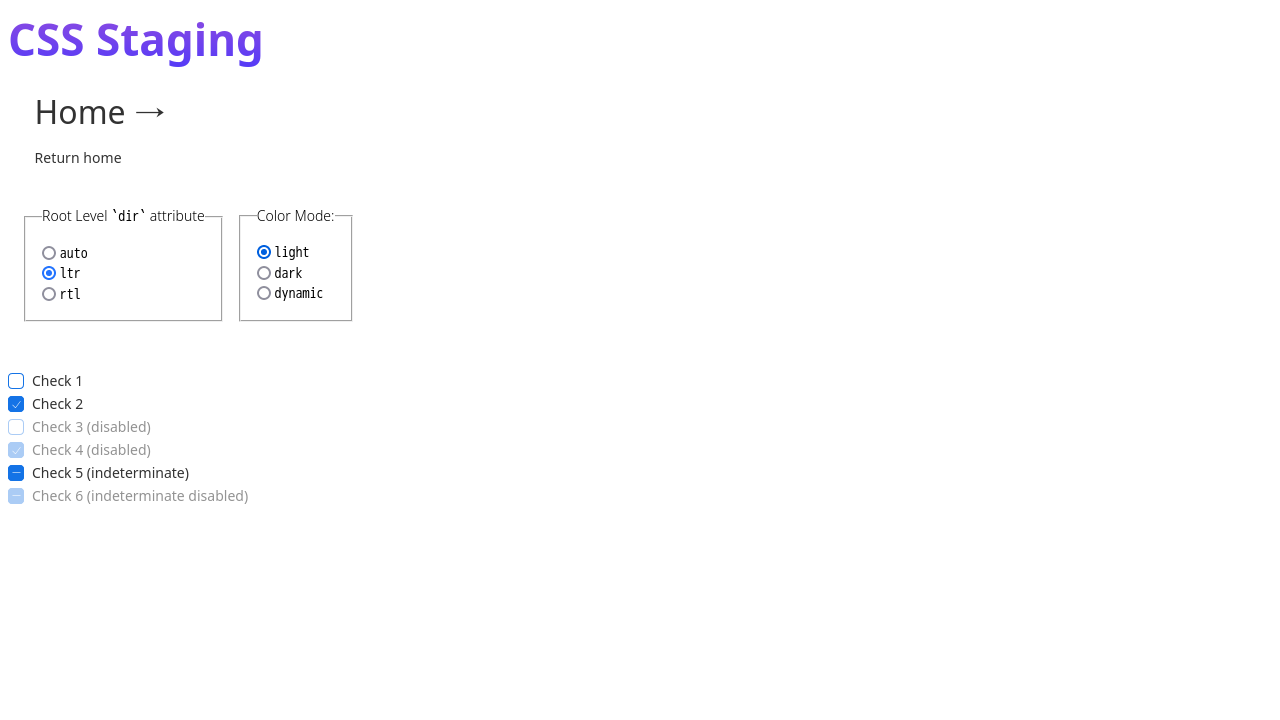 CSS Staging
Home →
Return home
Root Level `dir` attribute
auto
ltr
rtl
Color Mode:
light
dark
dynamic
Check 1
Check 2
Check 3 (disabled)
Check 4 (disabled)
Check 5 (indeterminate)
Check 6 (indeterminate disabled)